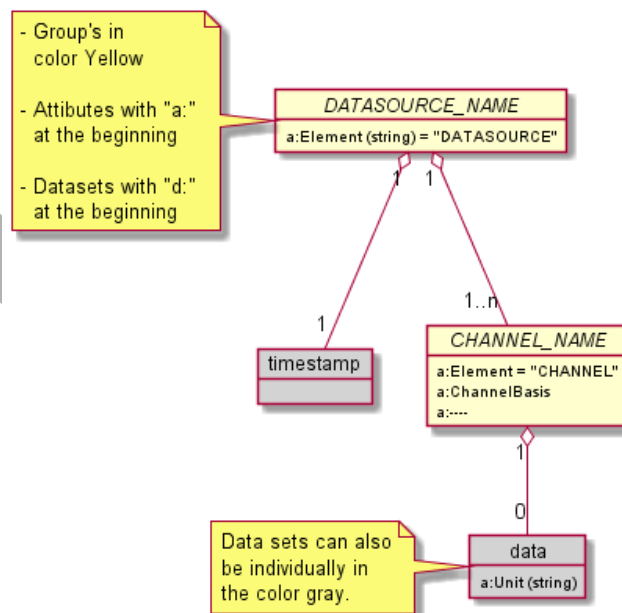 - Group's in
color Yellow
- Attibutes with "a:"
at the beginning
- Datasets with "d:"
at the beginning
DATASOURCE_NAME
a:Element (string) = "DATASOURCE"
1
1
1
1..n
timestamp
CHANNEL_NAME
a:Element = "CHANNEL"
a:ChannelBasis
a:----
1
0
Data sets can also
be individually in
the color gray.
data
a:Unit (string)